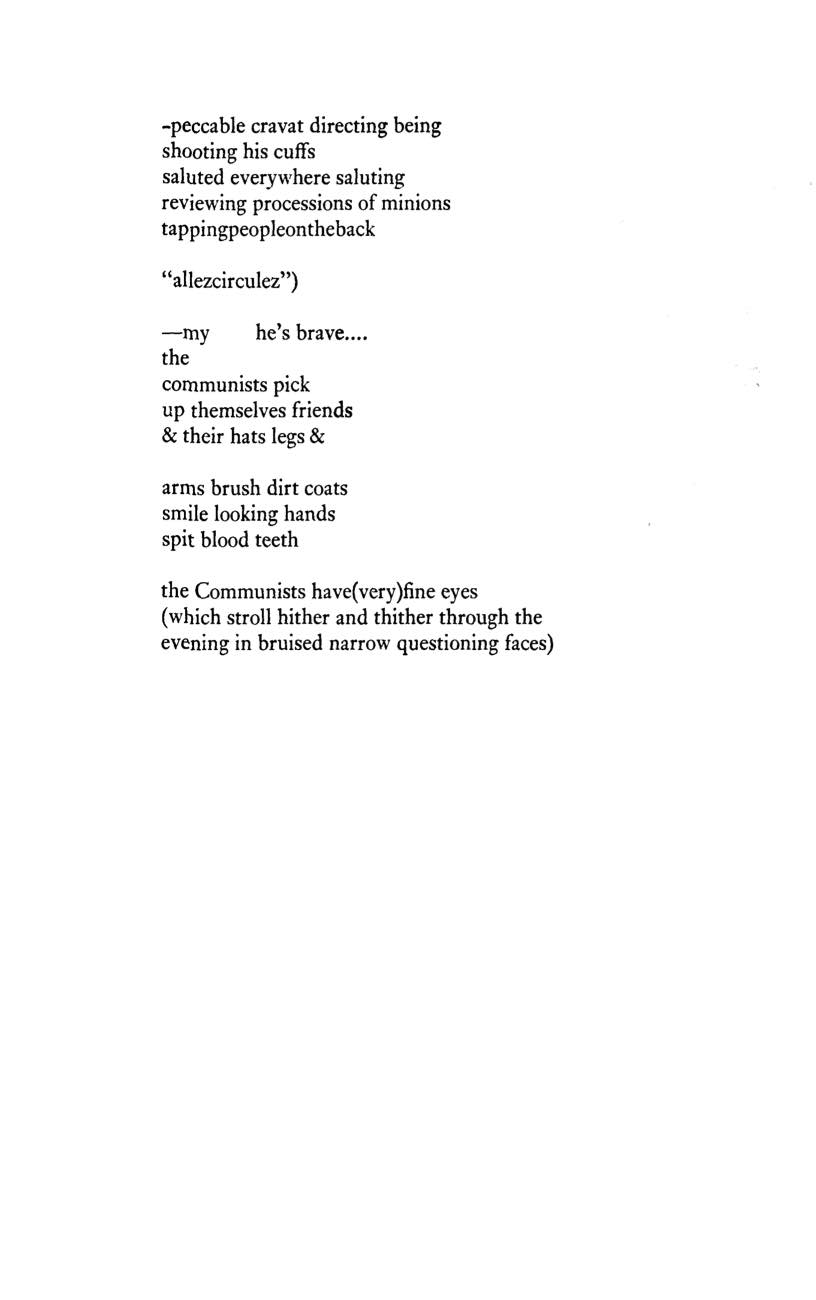 -peccable cravat directing being
shooting his cuffs
saluted everywhere saluting
reviewing processions of minions
tappingpeopleontheback

“allezcirculez”)

—my        he’s brave....
the
communists pick
up themselves friends
& their hats legs &

arms brush dirt coats
smile looking hands
spit blood teeth

the Communists have(very)fine eyes
(which stroll hither and thither through the
evening in bruised narrow questioning faces)